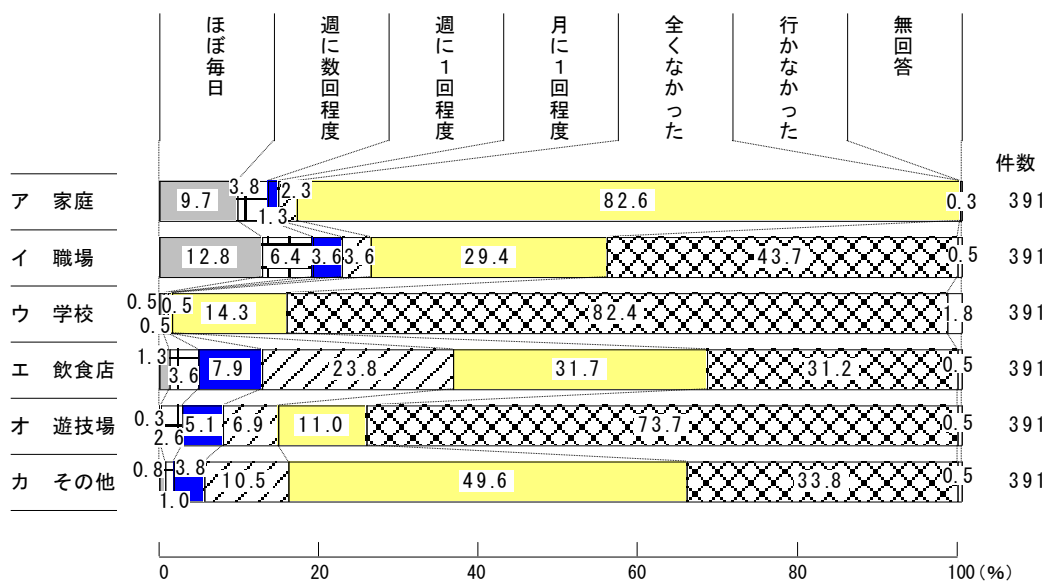 ほぼ毎日
週に数回程度
週に１回程度
月に１回程度
全くなかった
行かなかった
無回答
件数
ア 家庭 9.7 3.8 1.3 2.3 82.6 0.3 391
イ 職場 12.8 6.4 3.6 3.6 29.4 43.7 0.5 391
ウ 学校 0.5 0.5 0.5 14.3 82.4 1.8 391
エ 飲食店 1.3 3.6 7.9 23.8 31.7 31.2 0.5 391
オ 遊技場 0.3 2.6 5.1 6.9 11.0 73.7 0.5 391
カ その他 0.8 1.0 3.8 10.5 49.6 33.8 0.5 391
0 20 40 60 80 100 (％)